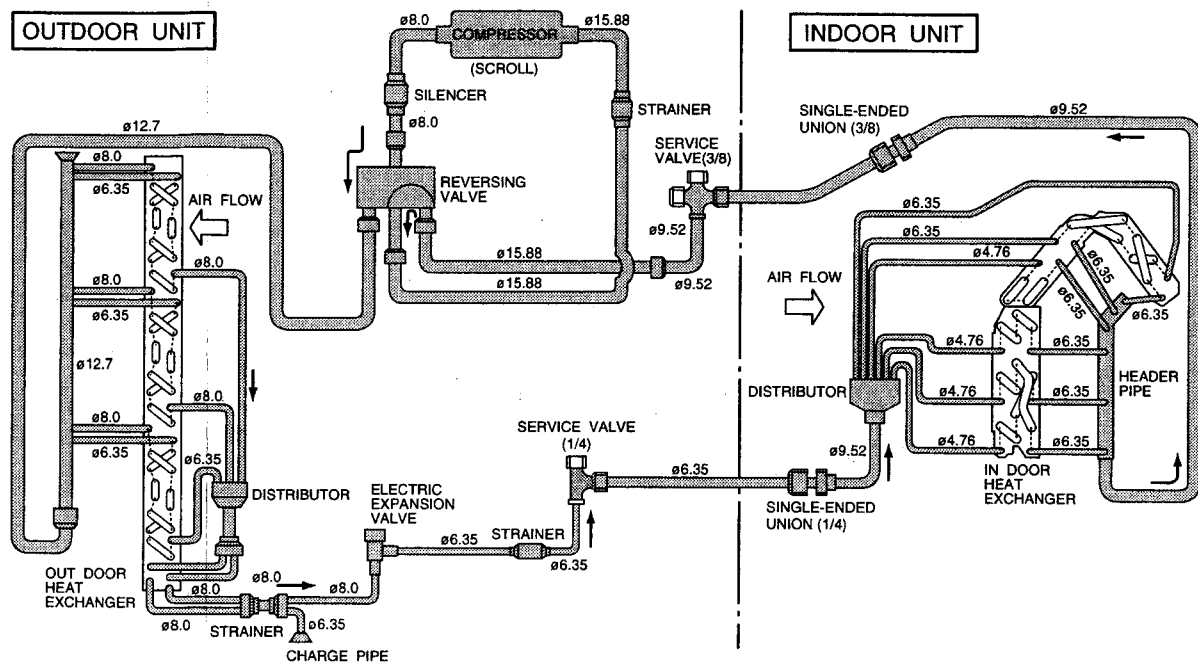 OUTDOOR UNIT
INDOOR UNIT
ø8.0
COMPRESSOR
(SCROLL)
ø15.88
SILENCER
ø8.0
STRAINER
REVERSING
VALVE
ø12.7
ø8.0
ø6.35
AIR FLOW
ø8.0
ø8.0
ø6.35
ø12.7
ø8.0
ø6.35
ø8.0
ø6.35
DISTRIBUTOR
OUT DOOR
HEAT
EXCHANGER
ø8.0
ø8.0
ø8.0
ø8.0
STRAINER
ø6.35
CHARGE PIPE
ELECTRIC
EXPANSION
VALVE
ø6.35
STRAINER
ø6.35
SERVICE VALVE
(1/4)
ø6.35
ø15.88
ø15.88
ø9.52
ø9.52
SERVICE
VALVE(3/8)
SINGLE-ENDED
UNION (3/8)
ø9.52
ø6.35
ø6.35
ø4.76
AIR FLOW
ø6.35
ø6.35
ø6.35
ø4.76
ø6.35
DISTRIBUTOR
ø4.76
ø6.35
HEADER
PIPE
ø4.76
ø6.35
ø9.52
IN DOOR
HEAT
EXCHANGER
SINGLE-ENDED
UNION (1/4)